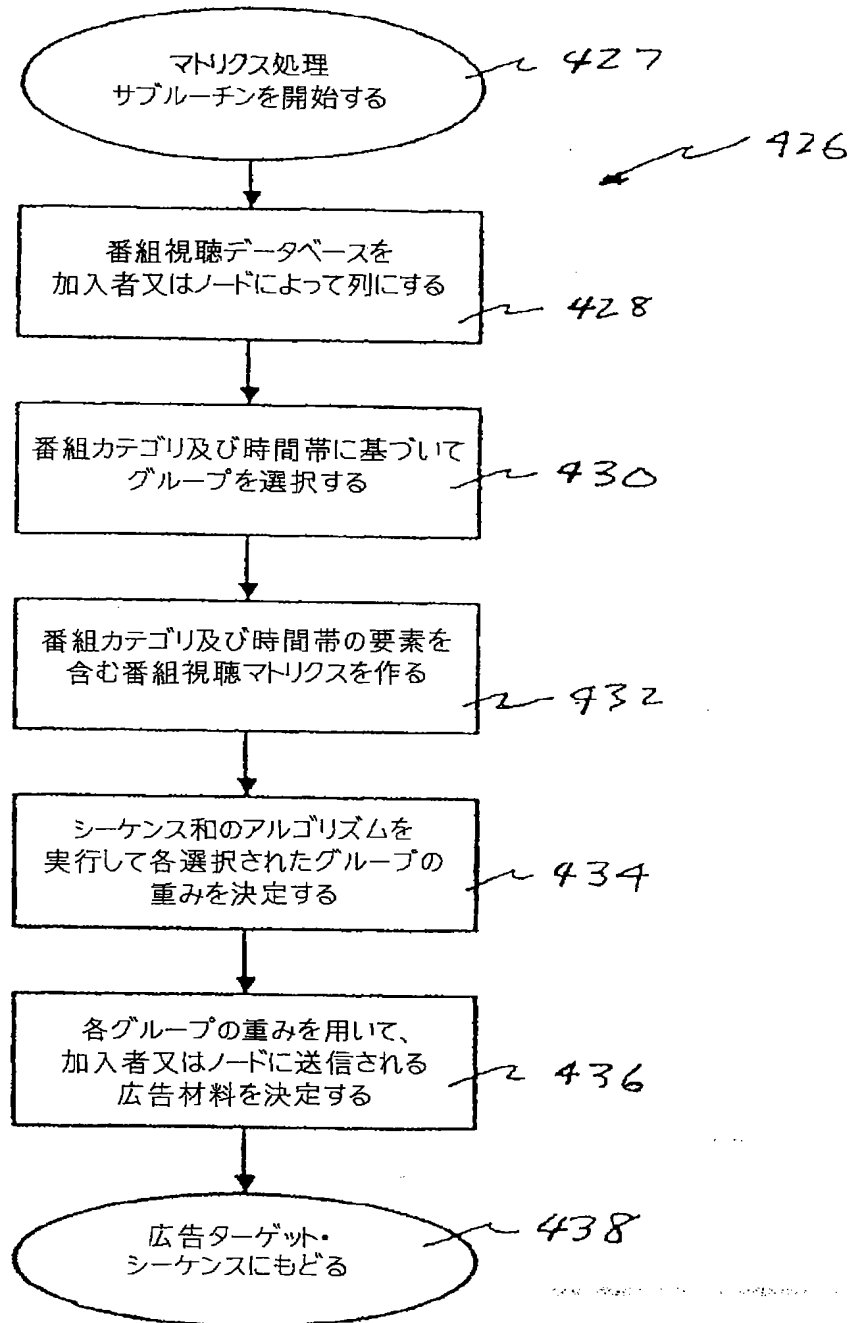 マトリクス処理
サブルーチンを開始する
427
426
番組視聴データベースを
加入者又はノードによって列にする
428
番組カテゴリ及び時間帯に基づいて
グループを選択する
430
番組カテゴリ及び時間帯の要素を
含む番組視聴マトリクスを作る
432
シーケンス和のアルゴリズムを
実行して各選択されたグループの
重みを決定する
434
各グループの重みを用いて、
加入者又はノードに送信される
広告材料を決定する
436
広告ターゲット・
シーケンスにもどる
438